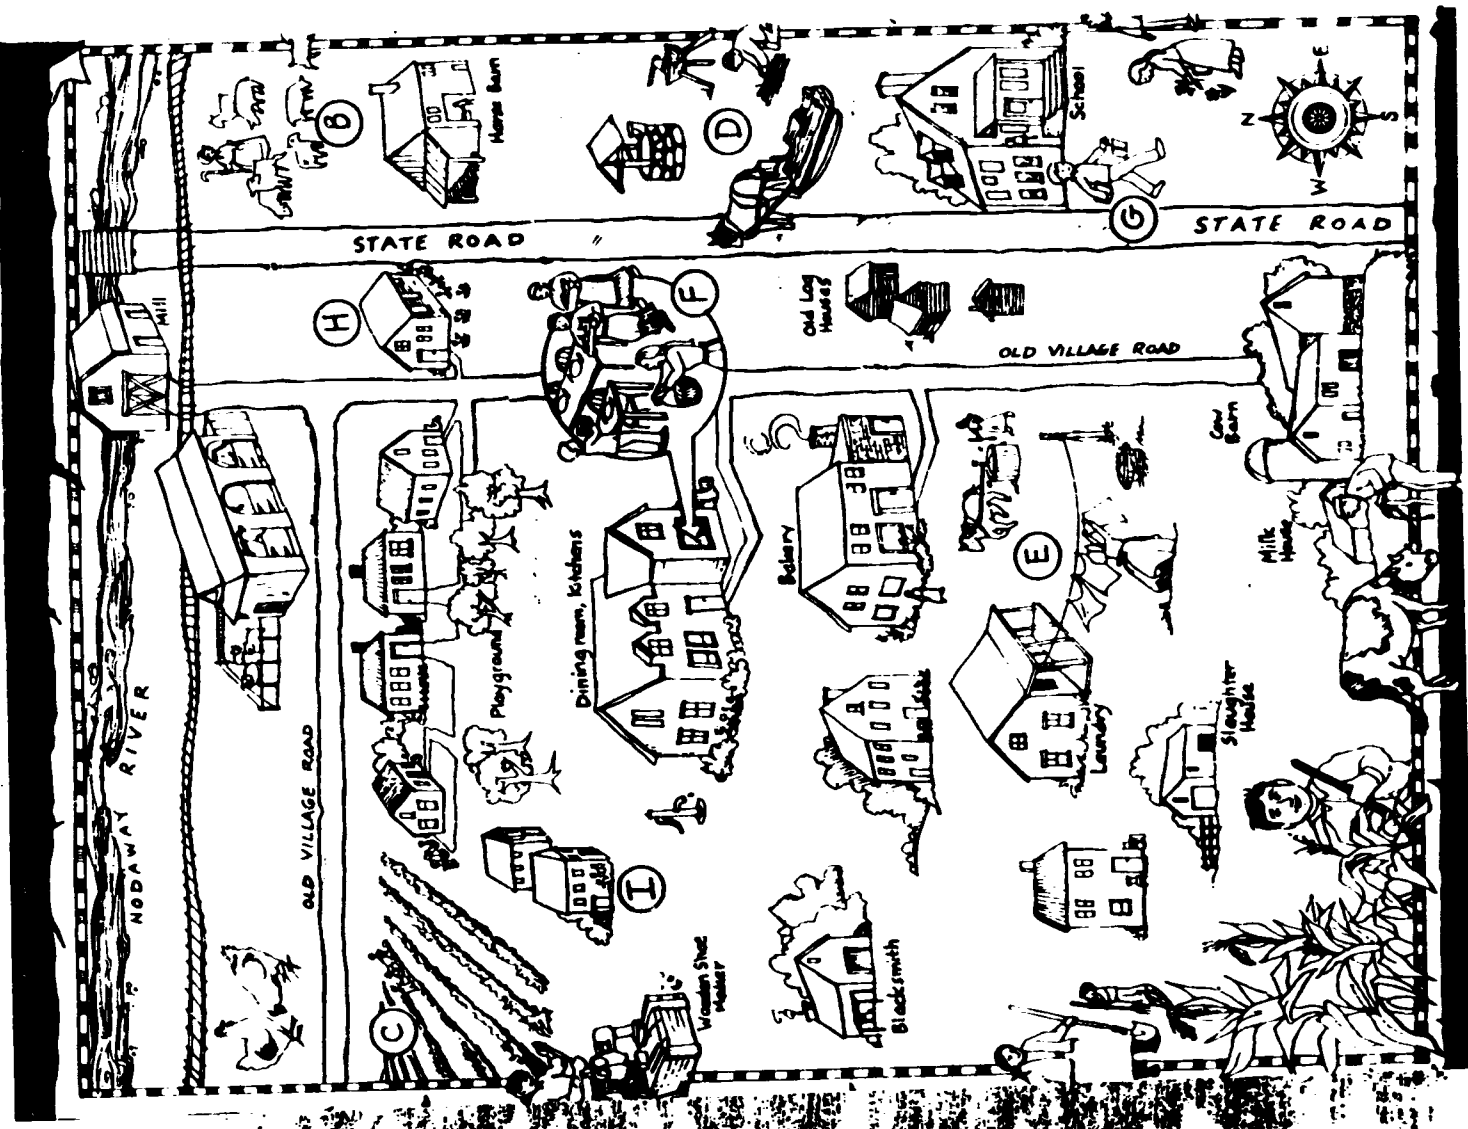 B
Horse Barn
D
School
E
N
S
W
G
STATE ROAD
STATE ROAD
Mill
H
F
Old Log
Houses
OLD VILLAGE ROAD
Cow
Barn
Playground
Dining room, Kitchens
Bakery
E
Milk
House
NODAWAY RIVER
OLD VILLAGE ROAD
I
Laundry
Slaughter
House
C
Wooden Shoe
Maker
Blacksmith